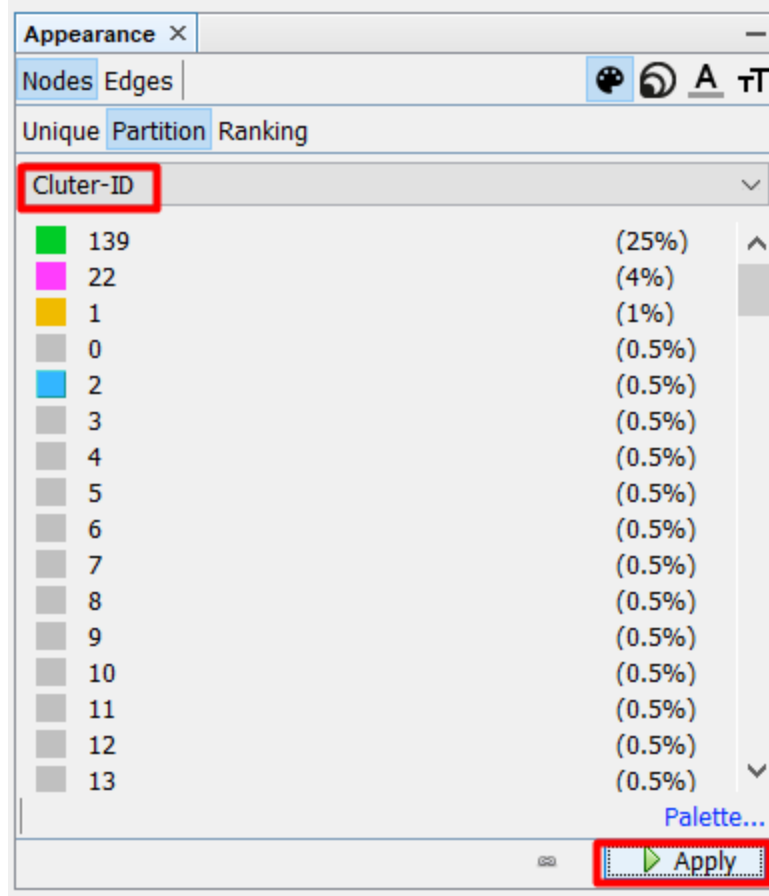 Appearance ×
Nodes Edges A TT
Unique Partition Ranking
Cluter-ID
139 (25%)
22 (4%)
1 (1%)
0 (0.5%)
2 (0.5%)
3 (0.5%)
4 (0.5%)
5 (0.5%)
6 (0.5%)
7 (0.5%)
8 (0.5%)
9 (0.5%)
10 (0.5%)
11 (0.5%)
12 (0.5%)
13 (0.5%)
Palette...
Apply